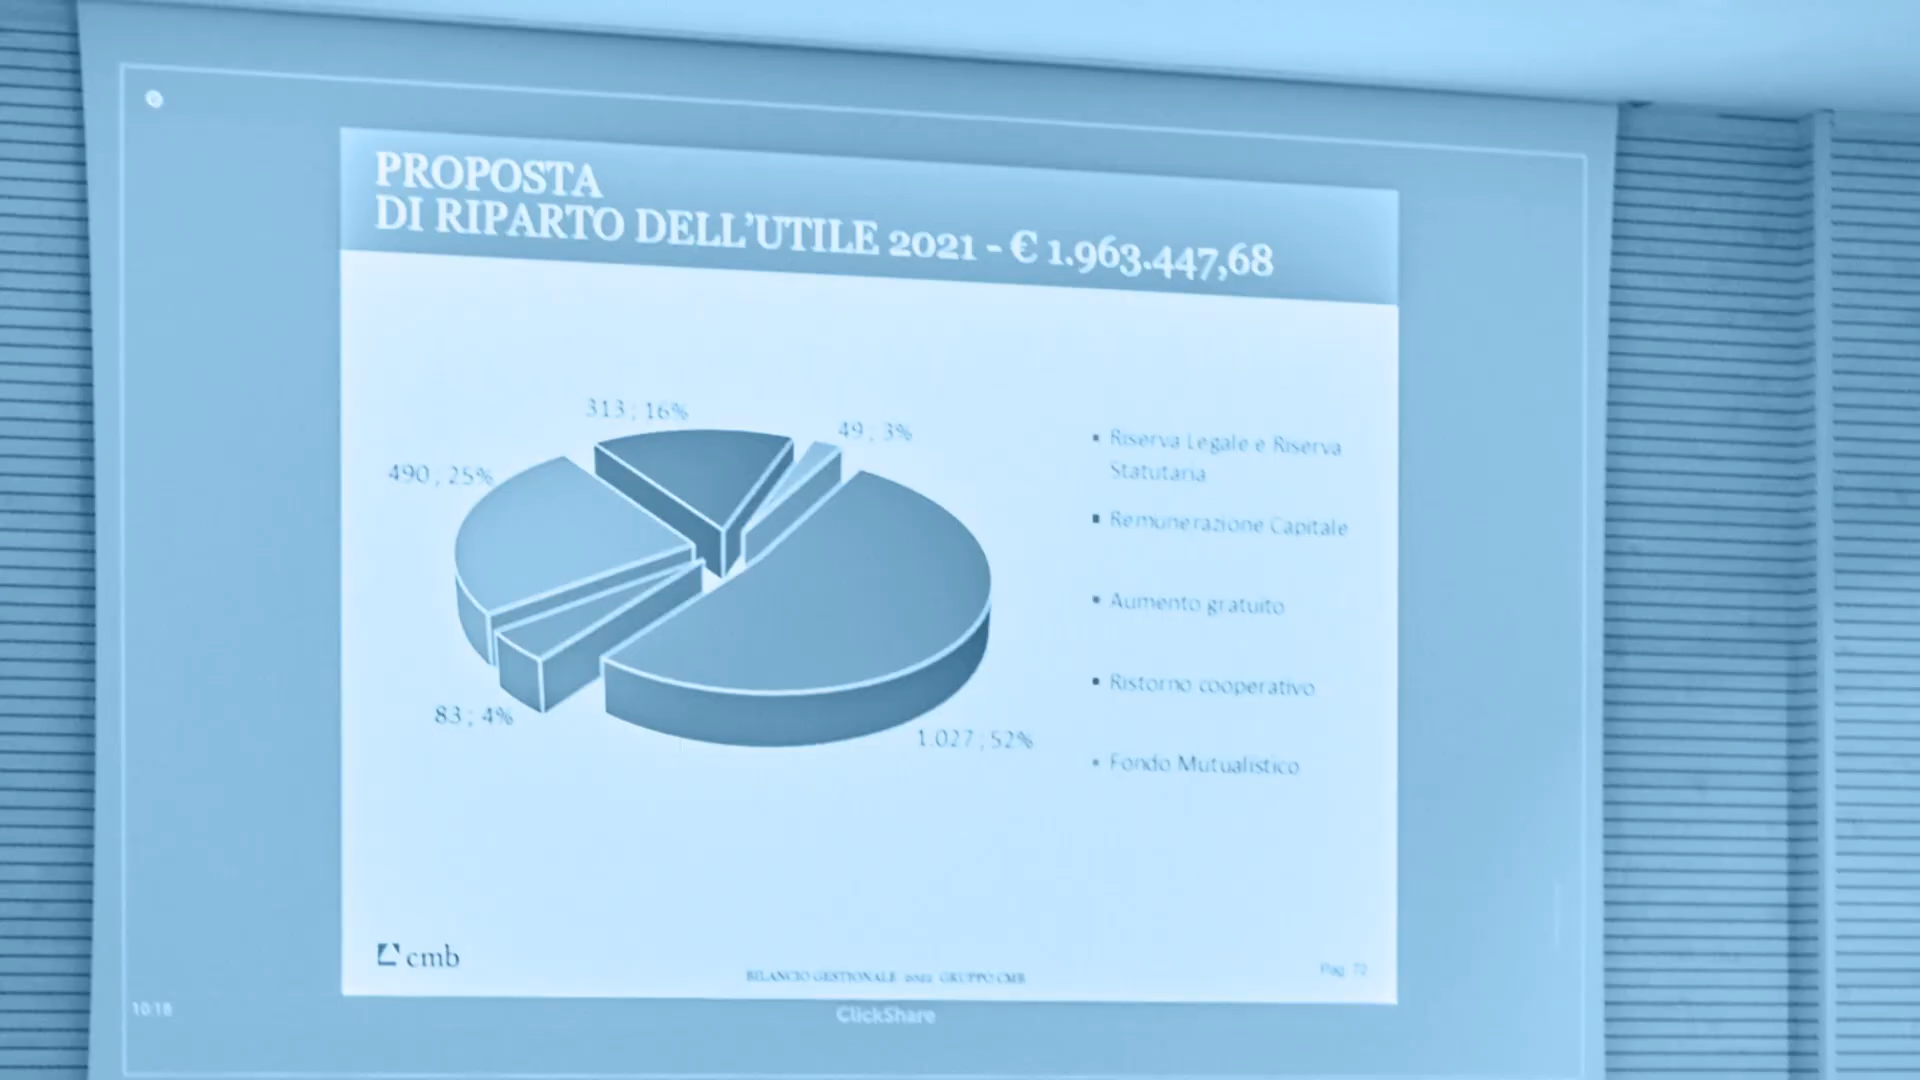 PROPOSTA
DI RIPARTO DELL'UTILE 2021 - € 1.963.447,68
313 ; 16%
49 ; 3%
490 ; 25%
83 ; 4%
1.027 ; 52%
Riserva Legale e Riserva
Statutaria
Remunerazione Capitale
Aumento gratuito
Ristorno cooperativo
Fondo Mutualistico
cmb
BILANCIO GESTIONALE GRUPPO CMB
Pag. 72
10:18
ClickShare